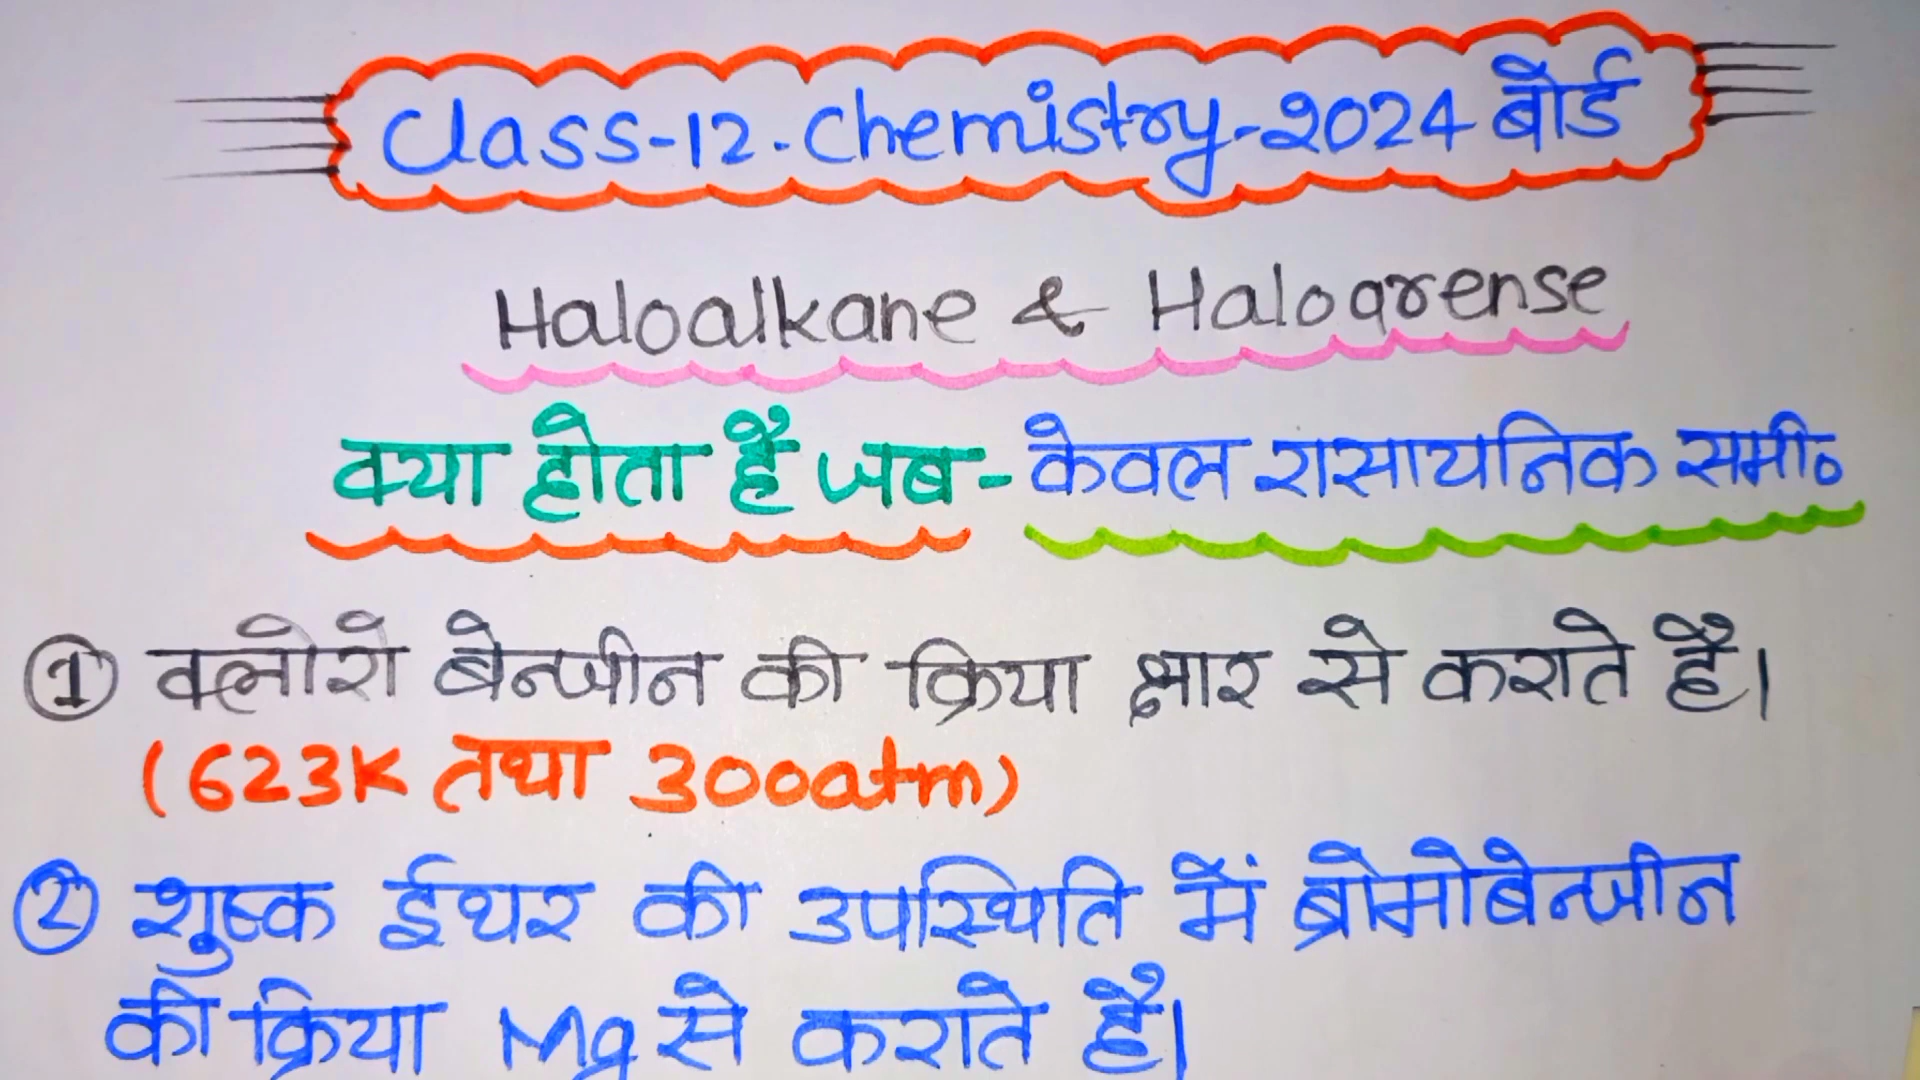 Class-12. Chemistry-2024 बोर्ड
Haloalkane & Haloarense
क्या होता है जब - केवल रासायनिक समी०
① क्लोरो बेन्जीन की क्रिया क्षार से कराते है।
(623K तथा 300atm)
② शुष्क ईथर की उपस्थिति में ब्रोमोबेन्जीन
की क्रिया Mg से कराते है।